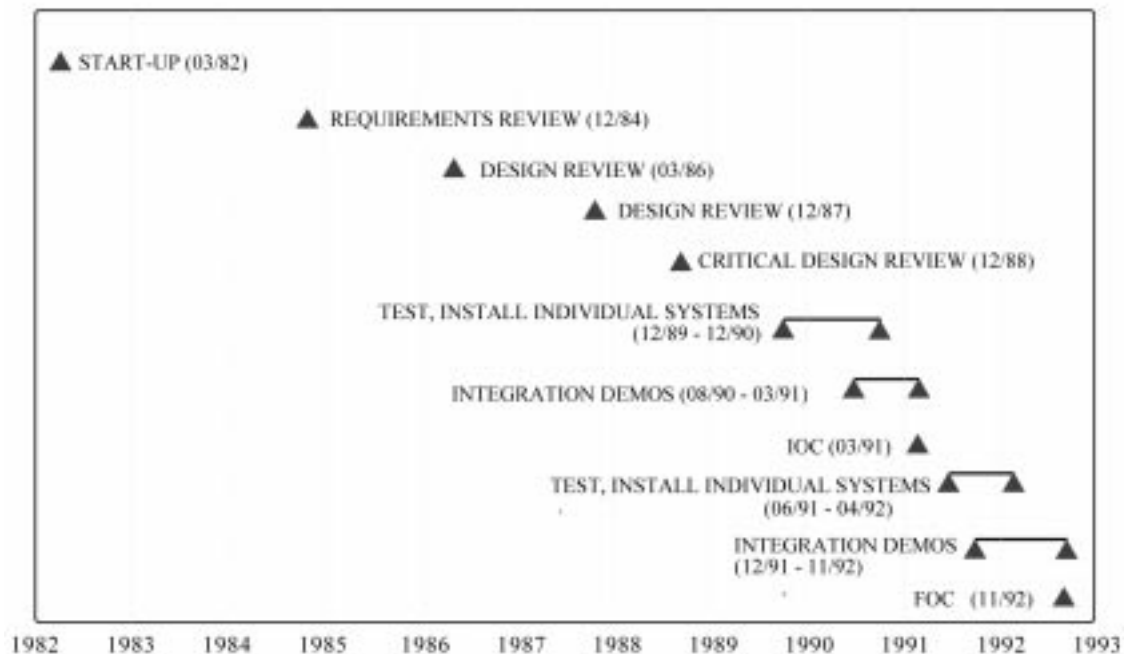 START-UP (03/82)
REQUIREMENTS REVIEW (12/84)
DESIGN REVIEW (03/86)
DESIGN REVIEW (12/87)
CRITICAL DESIGN REVIEW (12/88)
TEST, INSTALL INDIVIDUAL SYSTEMS
(12/89 - 12/90)
INTEGRATION DEMOS (08/90 - 03/91)
IOC (03/91)
TEST, INSTALL INDIVIDUAL SYSTEMS
(06/91 - 04/92)
INTEGRATION DEMOS
(12/91 - 11/92)
FOC (11/92)
1982 1983 1984 1985 1986 1987 1988 1989 1990 1991 1992 1993